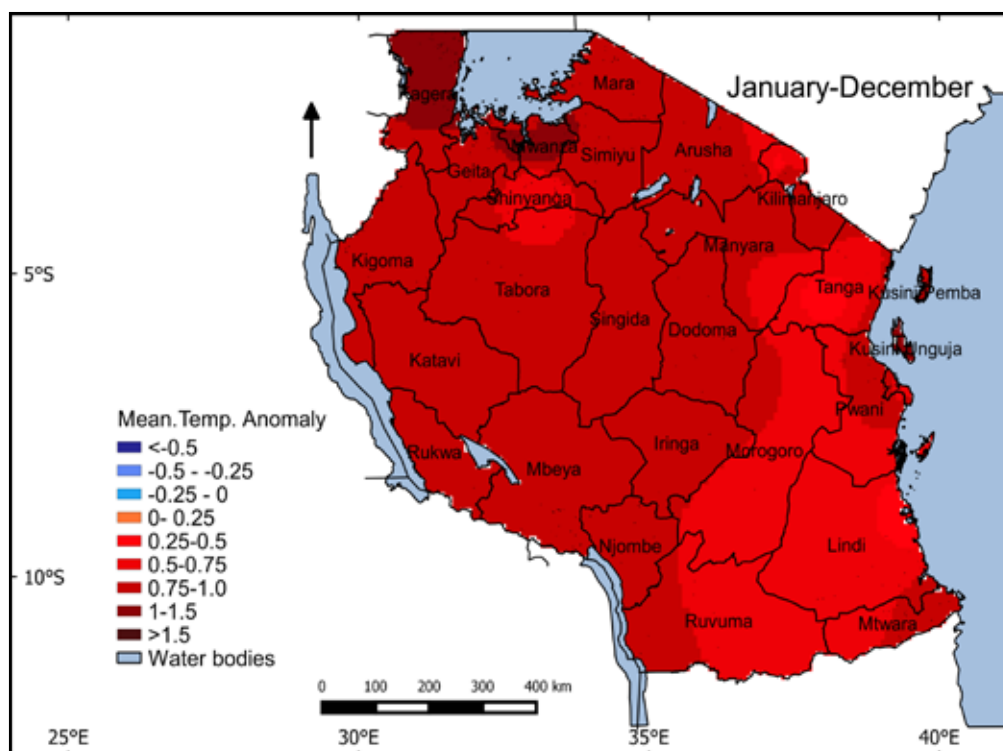 January-December
Kagera
Mara
Mwanza
Simiyu
Arusha
Geita
Shinyanga
Kilimanjaro
Kigoma
Manyara
Tabora
Tanga
Kusini Pemba
Singida
Dodoma
Katavi
Kusini Unguja
Pwani
Rukwa
Mbeya
Iringa
Morogoro
Njombe
Lindi
Ruvuma
Mtwara
5°S
10°S
Mean.Temp. Anomaly
<-0.5
-0.5 - -0.25
-0.25 - 0
0- 0.25
0.25-0.5
0.5-0.75
0.75-1.0
1-1.5
>1.5
Water bodies
0 100 200 300 400 km
25°E 30°E 35°E 40°E